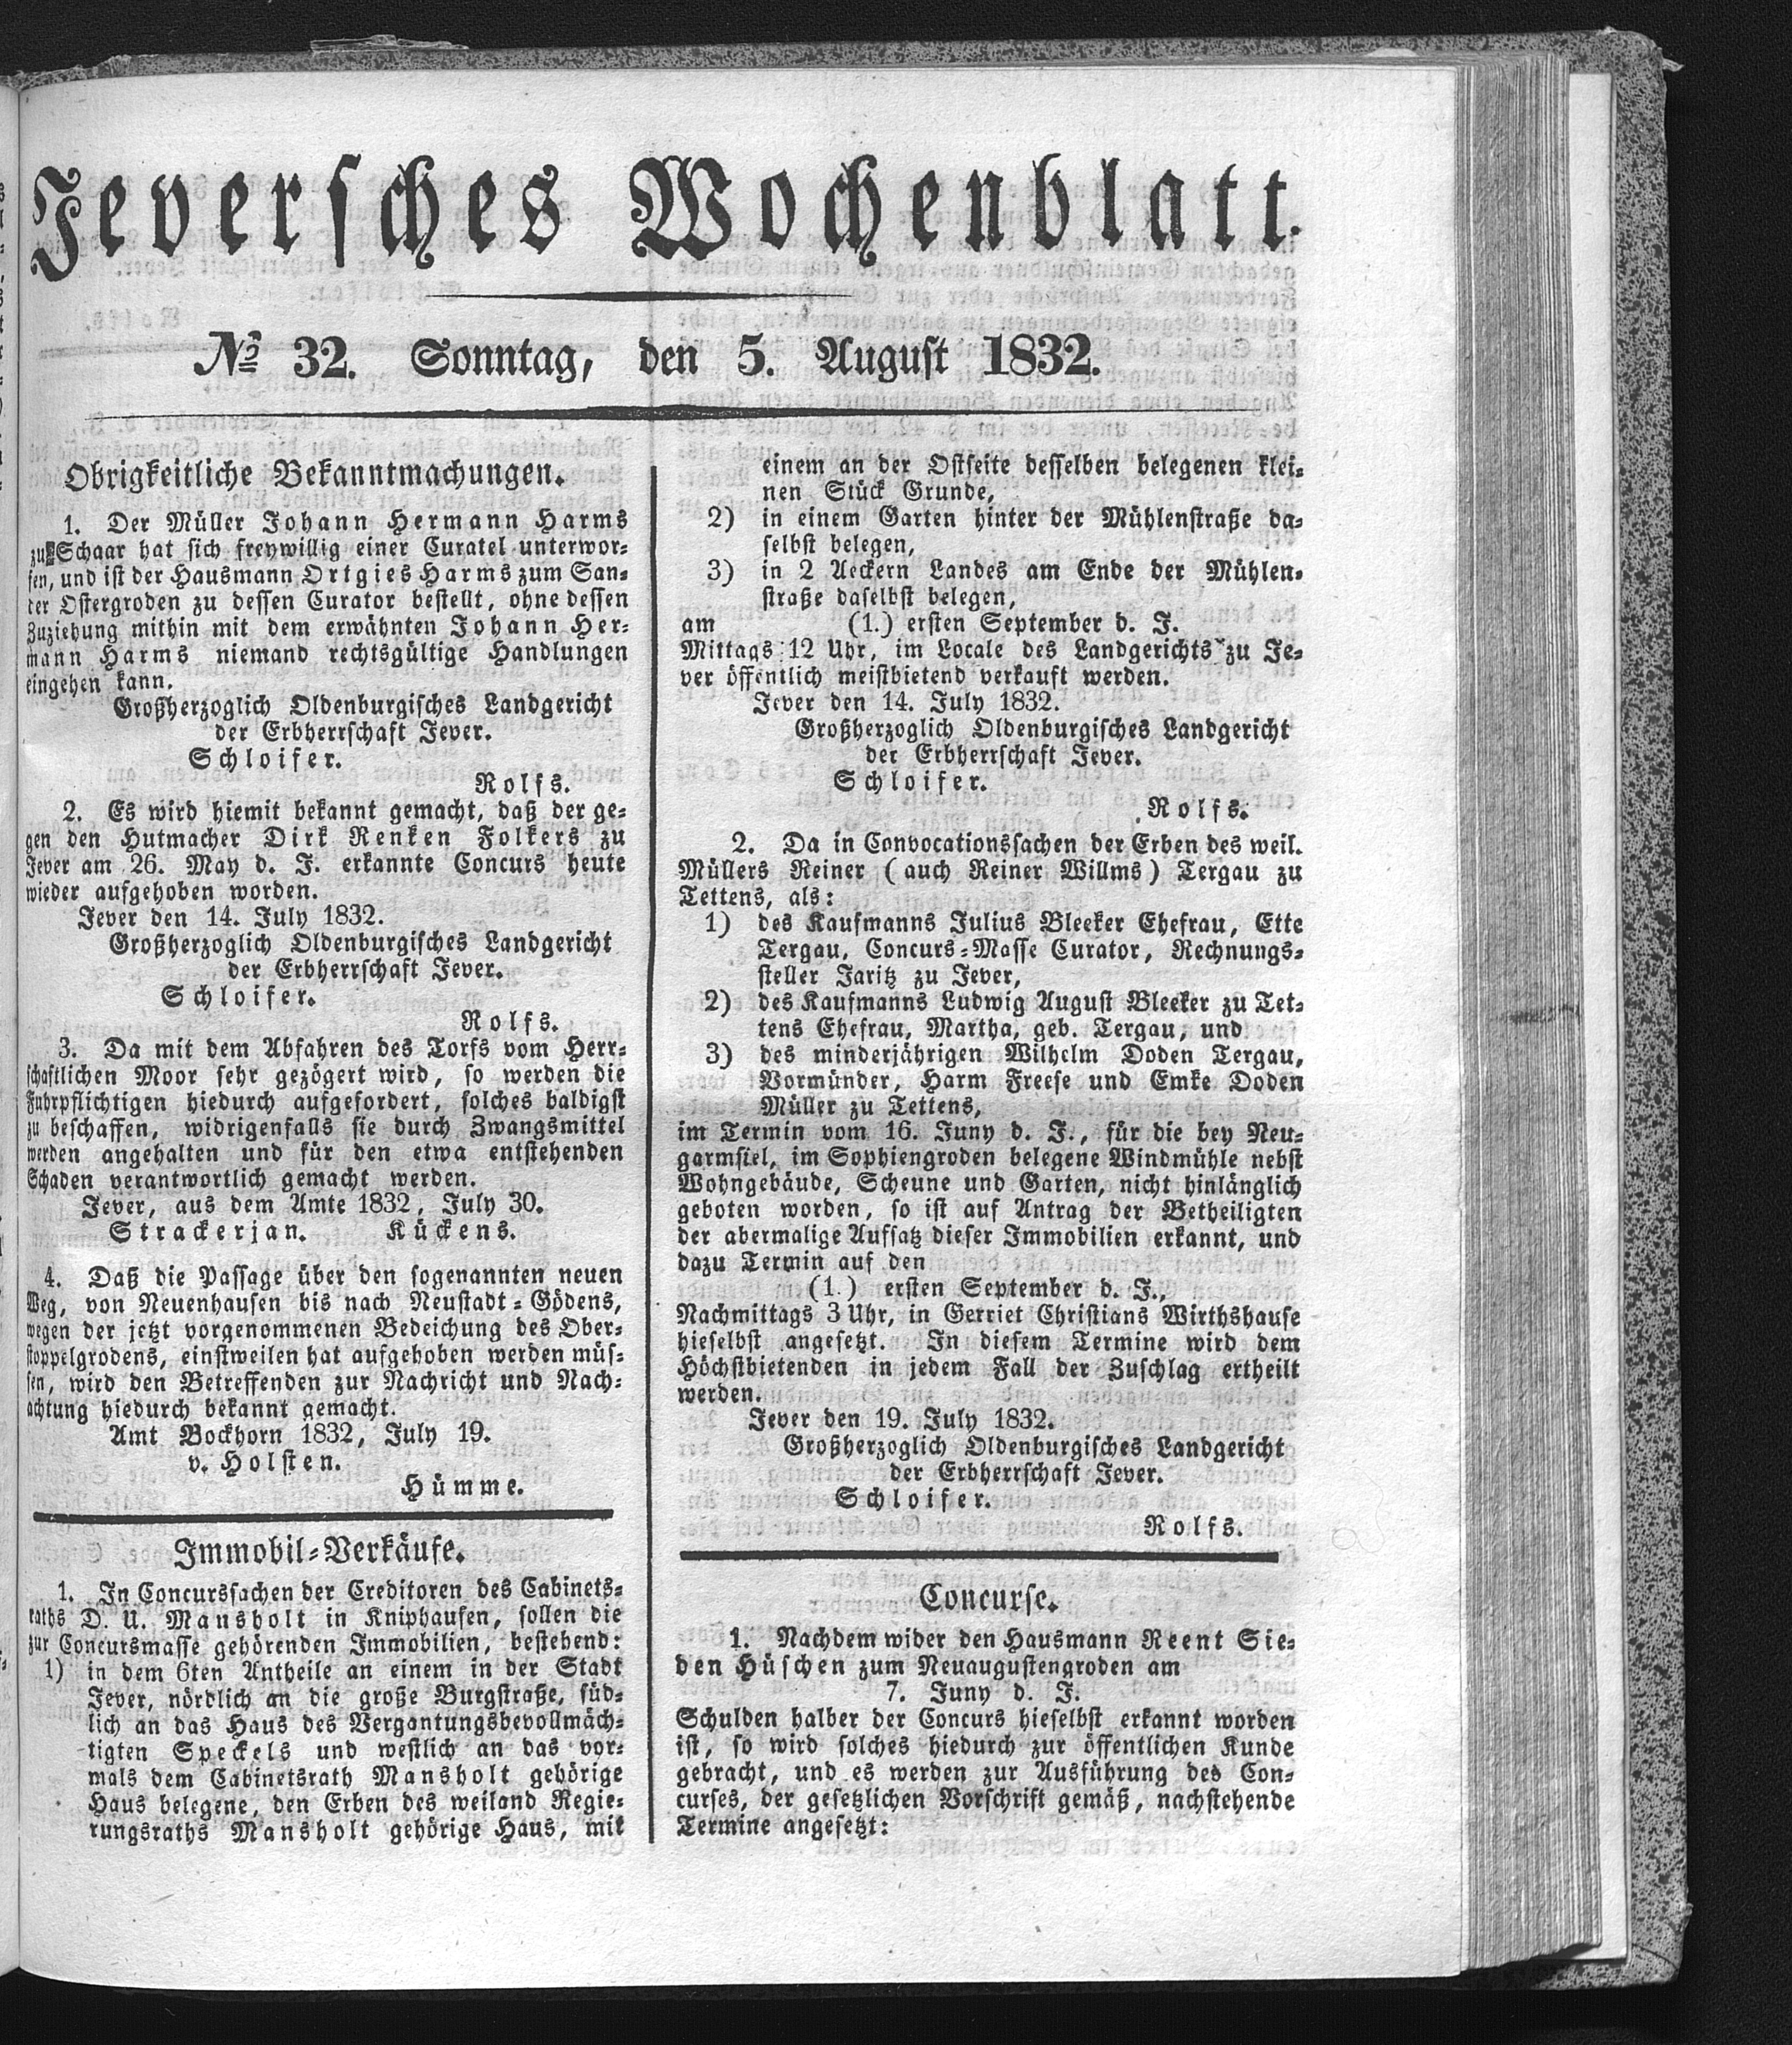 Jeversches Wochenblatt.
No 32. Sonntag, den 5. August 1832.
Obrigkeitliche Bekanntmachungen.
1. Der Müller Johann Hermann Harms
zu Schaar hat sich freywillig einer Curatel unterwor-
fen, und ist der Hausmann Ortgies Harms zum San-
der Ostergroden zu dessen Curator bestellt, ohne dessen
Zuziehung mithin mit dem erwähnten Johann Her-
mann Harms niemand rechtsgültige Handlungen
eingehen kann.
Großherzoglich Oldenburgisches Landgericht
der Erbherrschaft Jever.
Schloifer.
Rolfs.
2. Es wird hiemit bekannt gemacht, daß der ge-
gen den Hutmacher Dirk Renken Folkers zu
Jever am 26. May d. J. erkannte Concurs heute
wieder aufgehoben worden.
Jever den 14. July 1832.
Großherzoglich Oldenburgisches Landgericht
der Erbherrschaft Jever.
Schloifer.
Rolfs.
3. Da mit dem Abfahren des Torfs vom Herr-
schaftlichen Moor sehr gezögert wird, so werden die
Fuhrpflichtigen hiedurch aufgefordert, solches baldigst
zu beschaffen, widrigenfalls sie durch Zwangsmittel
werden angehalten und für den etwa entstehenden
Schaden verantwortlich gemacht werden.
Jever, aus dem Amte 1832, July 30.
Strackerjan. Kückens.
4. Daß die Passage über den sogenannten neuen
Weg, von Neuenhausen bis nach Neustadt-Gödens,
wegen der jetzt vorgenommenen Bedeichung des Ober-
stoppelgrodens, einstweilen hat aufgehoben werden müs-
sen, wird den Betreffenden zur Nachricht und Nach-
achtung hiedurch bekannt gemacht.
Amt Bockhorn 1832, July 19.
v. Holsten.
Hümme.
Immobil-Verkäufe.
1. In Concurssachen der Creditoren des Cabinets-
raths D. U. Mansholt in Kniphausen, sollen die
zur Concursmasse gehörenden Immobilien, bestehend:
1) in dem 6ten Antheile an einem in der Stadt
Jever, nördlich an die große Burgstraße, süd-
lich an das Haus des Vergantungsbevollmäch-
tigten Speckels und westlich an das vor-
mals dem Cabinetsrath Mansholt gehörige
Haus belegene, den Erben des weiland Regie-
rungsraths Mansholt gehörige Haus, mit
einem an der Ostseite desselben belegenen klei-
nen Stück Grunde,
2) in einem Garten hinter der Mühlenstraße da-
selbst belegen,
3) in 2 Aeckern Landes am Ende der Mühlen-
straße daselbst belegen,
am (1.) ersten September d. J.
Mittags 12 Uhr, im Locale des Landgerichts zu Je-
ver öffentlich meistbietend verkauft werden.
Jever den 14. July 1832.
Großherzoglich Oldenburgisches Landgericht
der Erbherrschaft Jever.
Schloifer.
Rolfs.
2. Da in Convocationssachen der Erben des weil.
Müllers Reiner (auch Reiner Willms) Tergau zu
Tettens, als:
1) des Kaufmanns Julius Bleeker Ehefrau, Ette
Tergau, Concurs-Masse Curator, Rechnungs-
steller Jaritz zu Jever,
2) des Kaufmanns Ludwig August Bleeker zu Tet-
tens Ehefrau, Martha, geb. Tergau, und
3) des minderjährigen Wilhelm Doden Tergau,
Vormünder, Harm Freese und Emke Doden
Müller zu Tettens,
im Termin vom 16. Juny d. J., für die bey Neu-
garmsiel, im Sophiengroden belegene Windmühle nebst
Wohngebäude, Scheune und Garten, nicht hinlänglich
geboten worden, so ist auf Antrag der Betheiligten
der abermalige Aufsatz dieser Immobilien erkannt, und
dazu Termin auf den
(1.) ersten September d. J.,
Nachmittags 3 Uhr, in Gerriet Christians Wirthshause
hieselbst angesetzt. In diesem Termine wird dem
Höchstbietenden in jedem Fall der Zuschlag ertheilt
werden.
Jever den 19. July 1832.
Großherzoglich Oldenburgisches Landgericht
der Erbherrschaft Jever.
Schloifer.
Rolfs.
Concurse.
1. Nachdem wider den Hausmann Reent Sie-
den Hüschen zum Neuaugustengroden am
7. Juny d. J.
Schulden halber der Concurs hieselbst erkannt worden
ist, so wird solches hiedurch zur öffentlichen Kunde
gebracht, und es werden zur Ausführung des Con-
curses, der gesetzlichen Vorschrift gemäß, nachstehende
Termine angesetzt: